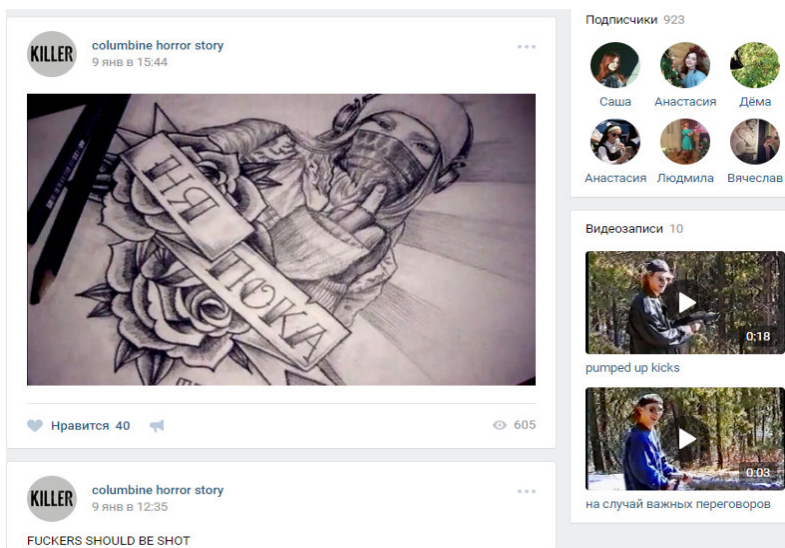 KILLER
columbine horror story
9 янв в 15:44
НЯ
ПОКА
Нравится 40
605
KILLER
columbine horror story
9 янв в 12:35
FUCKERS SHOULD BE SHOT
Подписчики 923
Саша Анастасия Дёма
Анастасия Людмила Вячеслав
Видеозаписи 10
0:18
pumped up kicks
0:03
на случай важных переговоров